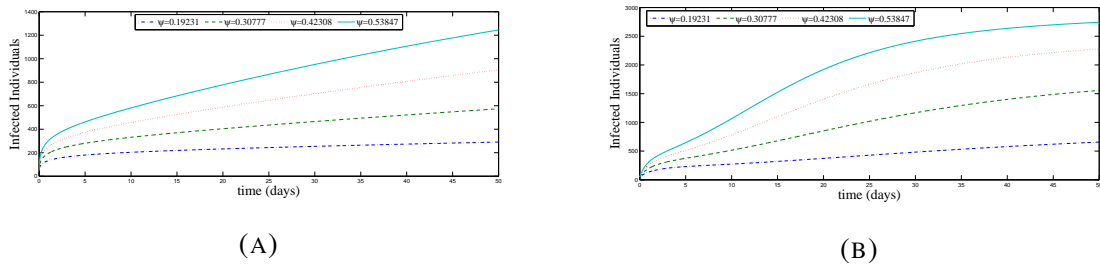 ψ=0.19231 ψ=0.30777 ψ=0.42308 ψ=0.53847
Infected Individuals
1400
1200
1000
800
600
400
200
0
0 5 10 15 20 25 30 35 40 45 50
time (days)
(A)
ψ=0.19231 ψ=0.30777 ψ=0.42308 ψ=0.53847
Infected Individuals
3000
2500
2000
1500
1000
500
0
0 5 10 15 20 25 30 35 40 45 50
time (days)
(B)